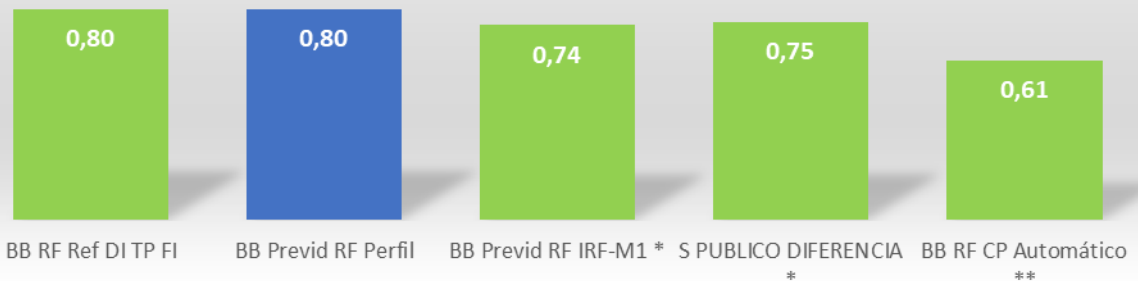 0,80
0,80
0,74
0,75
0,61
BB RF Ref DI TP FI
BB Previd RF Perfil
BB Previd RF IRF-M1 *
S PUBLICO DIFERENCIA
*
BB RF CP Automático
**